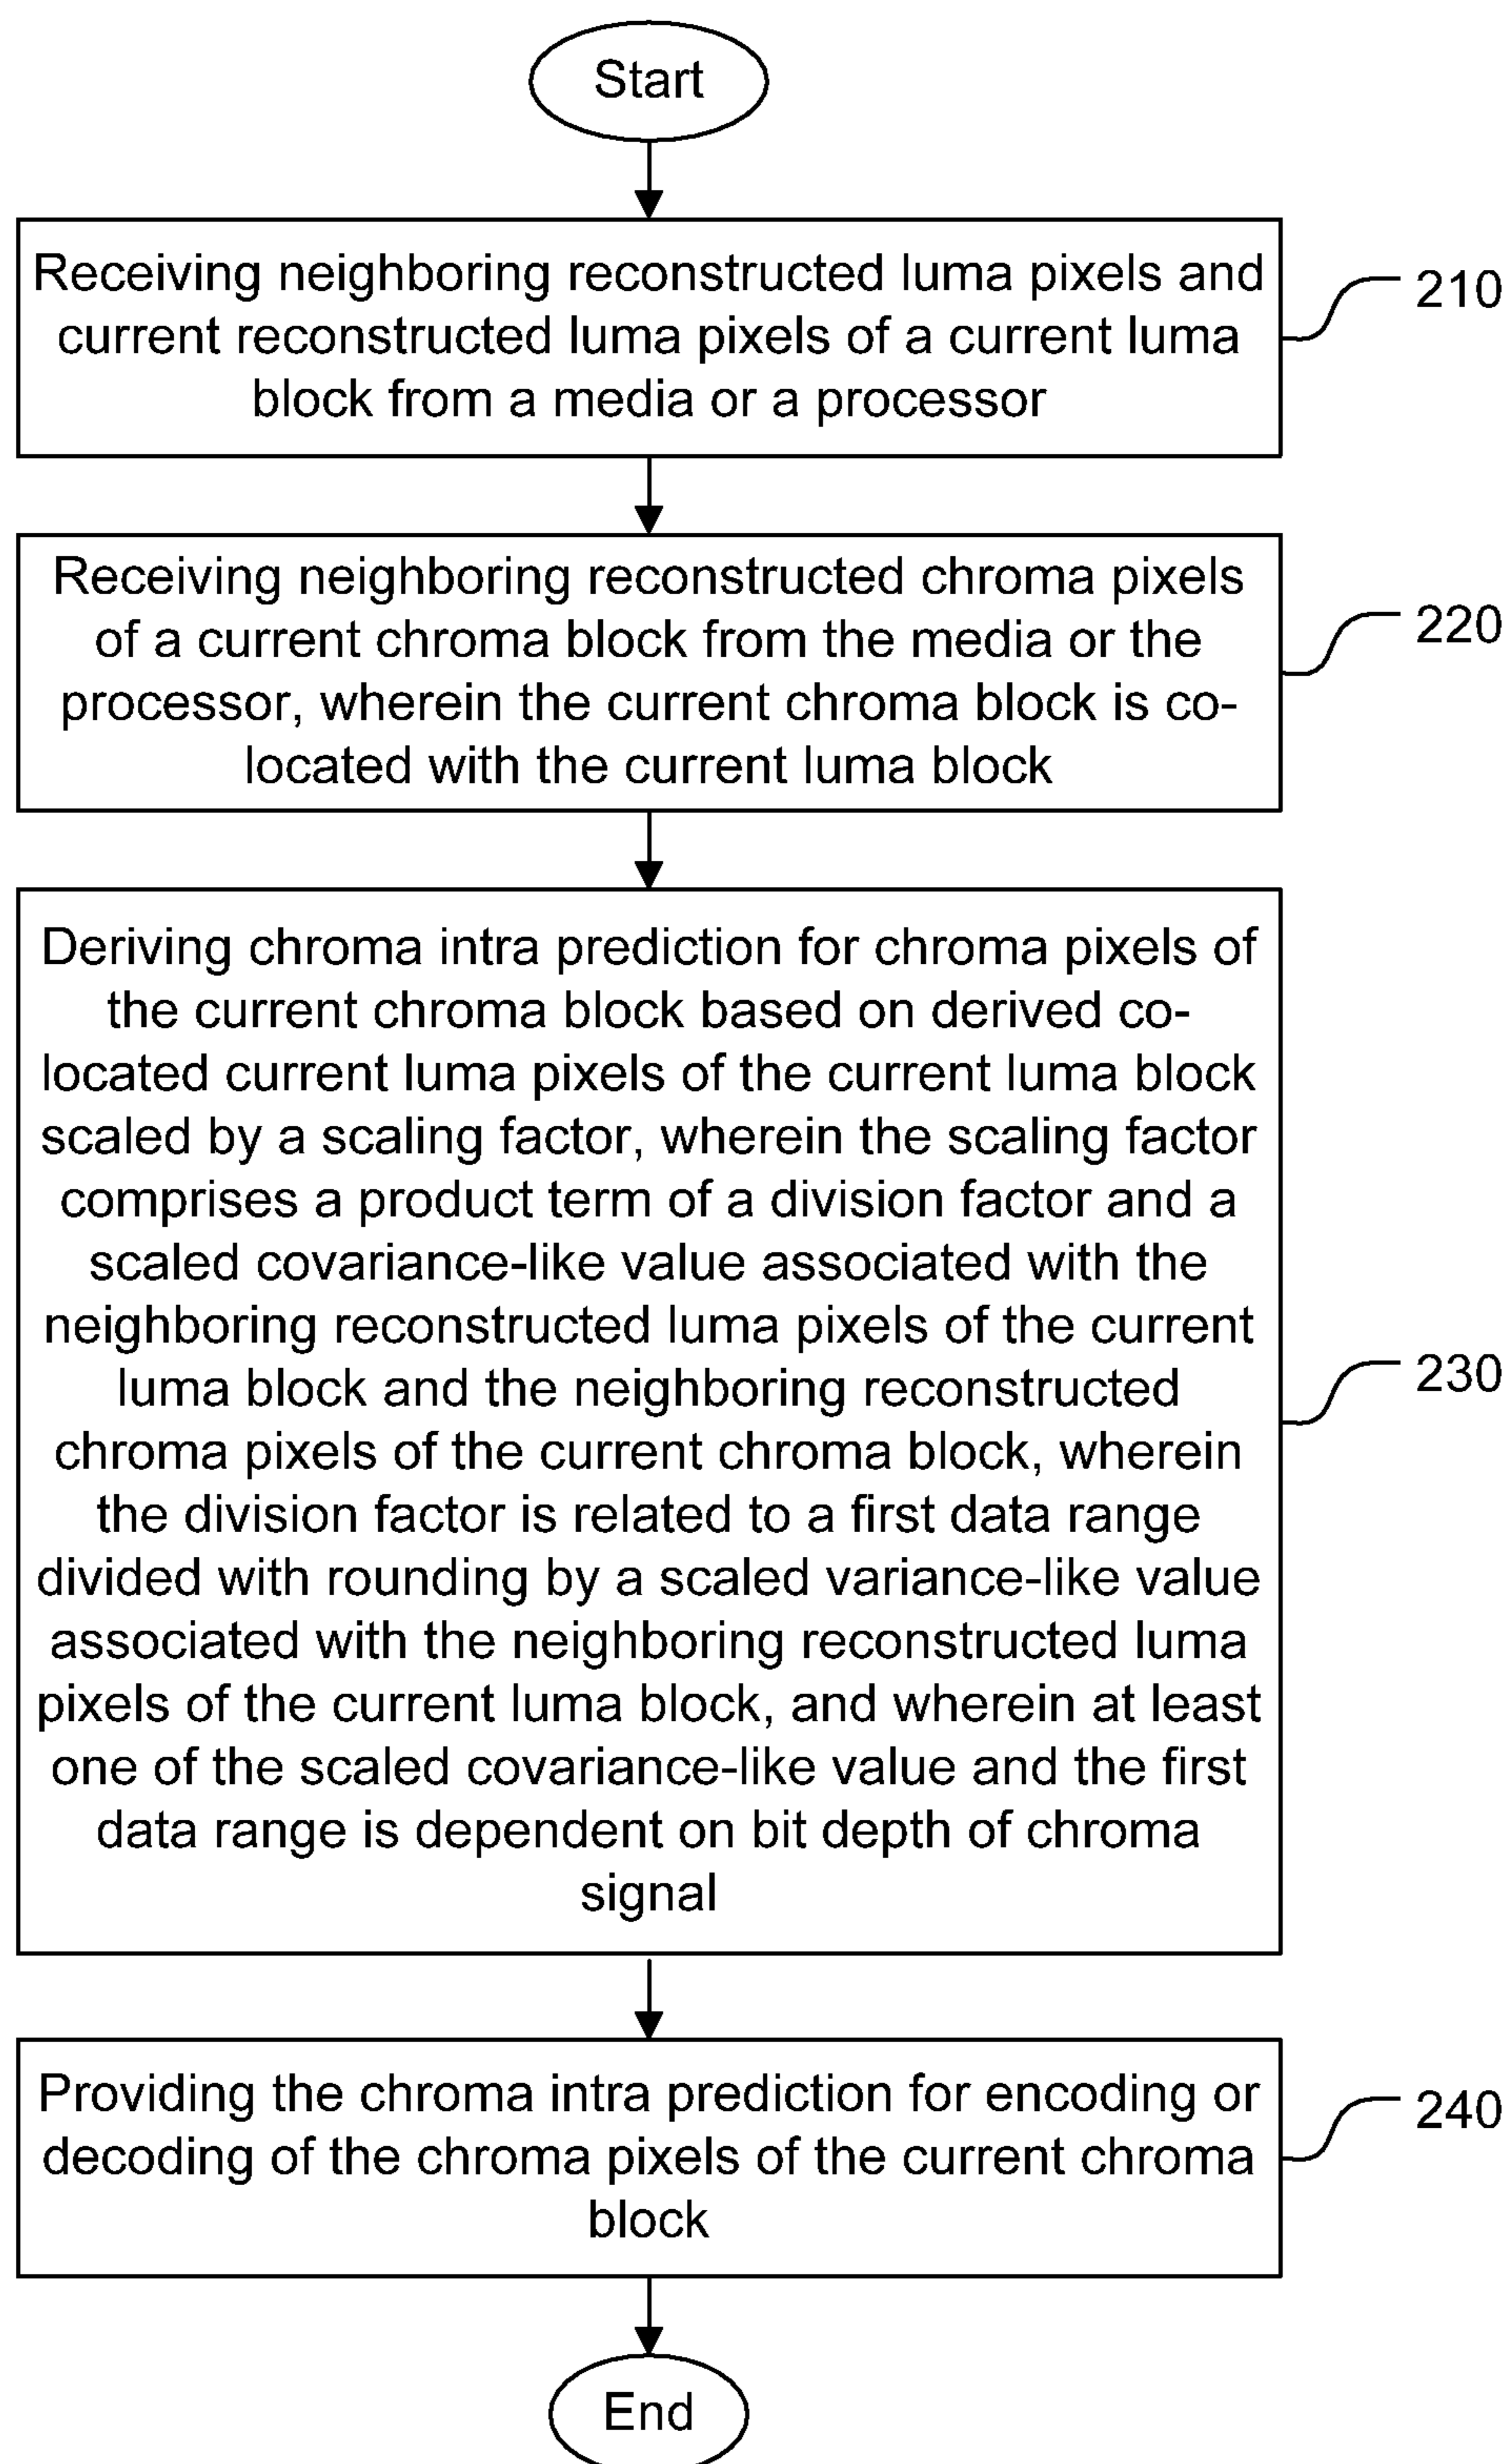 Start
Receiving neighboring reconstructed luma pixels and
current reconstructed luma pixels of a current luma
block from a media or a processor
210
Receiving neighboring reconstructed chroma pixels
of a current chroma block from the media or the
processor, wherein the current chroma block is co-
located with the current luma block
220
Deriving chroma intra prediction for chroma pixels of
the current chroma block based on derived co-
located current luma pixels of the current luma block
scaled by a scaling factor, wherein the scaling factor
comprises a product term of a division factor and a
scaled covariance-like value associated with the
neighboring reconstructed luma pixels of the current
luma block and the neighboring reconstructed
chroma pixels of the current chroma block, wherein
the division factor is related to a first data range
divided with rounding by a scaled variance-like value
associated with the neighboring reconstructed luma
pixels of the current luma block, and wherein at least
one of the scaled covariance-like value and the first
data range is dependent on bit depth of chroma
signal
230
Providing the chroma intra prediction for encoding or
decoding of the chroma pixels of the current chroma
block
240
End